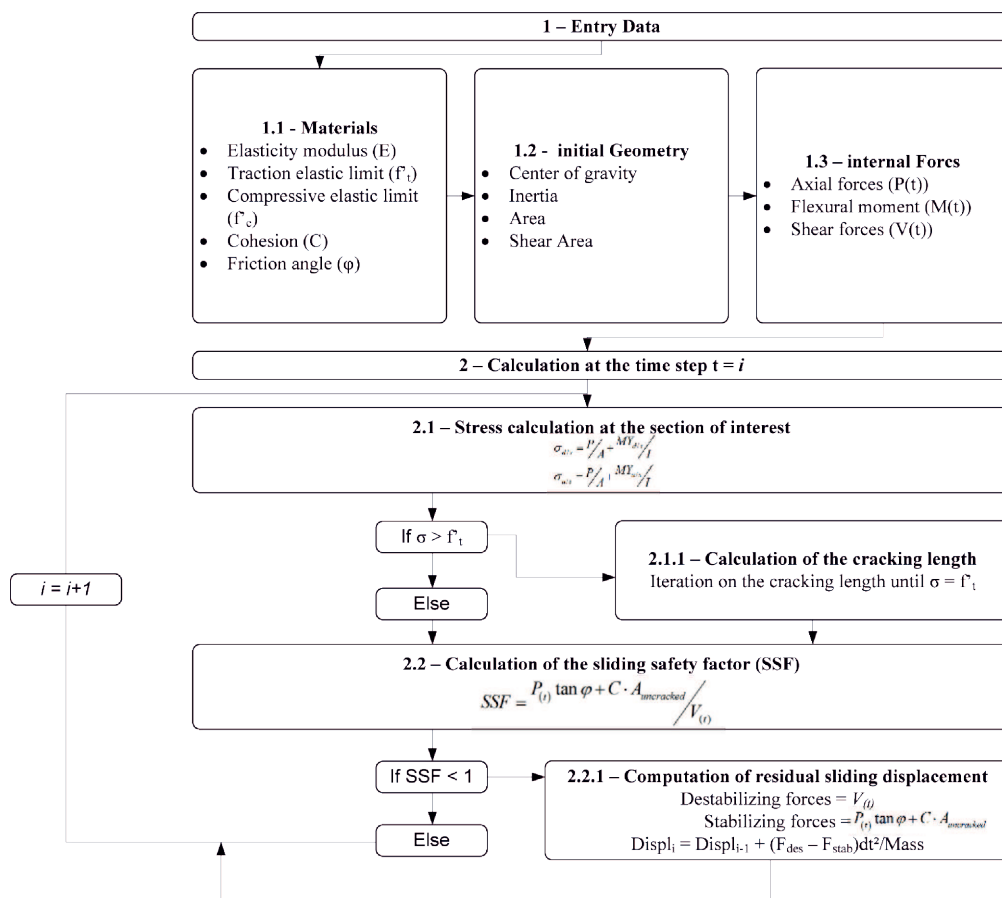 1 – Entry Data
1.1 - Materials
• Elasticity modulus (E)
• Traction elastic limit (f'ₜ)
• Compressive elastic limit
(f'c)
• Cohesion (C)
• Friction angle (φ)
1.2 - initial Geometry
• Center of gravity
• Inertia
• Area
• Shear Area
1.3 – internal Forcs
• Axial forces (P(t))
• Flexural moment (M(t))
• Shear forces (V(t))
2 – Calculation at the time step t = i
2.1 – Stress calculation at the section of interest
If σ > f'ₜ
2.1.1 – Calculation of the cracking length
Iteration on the cracking length until σ = f'ₜ
i = i+1
Else
2.2 – Calculation of the sliding safety factor (SSF)
SSF = P(t) tan φ + C · Auncracked / V(t)
If SSF < 1
2.2.1 – Computation of residual sliding displacement
Destabilizing forces = V(t)
Stabilizing forces = P(t) tan φ + C · Auncracked
Displᵢ = Displᵢ₋₁ + (Fdes – Fstab)dt²/Mass
Else